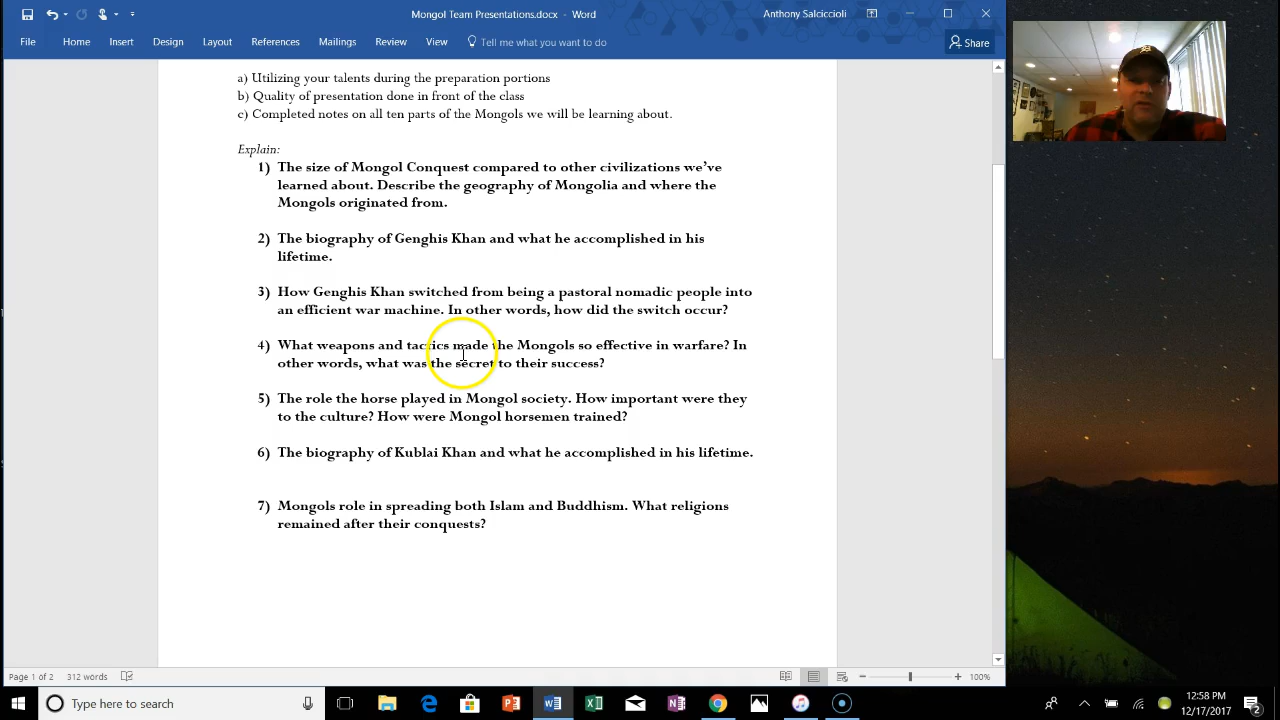 Mongol Team Presentations.docx - Word
Anthony Salciccioli
File Home Insert Design Layout References Mailings Review View Tell me what you want to do
Share
a) Utilizing your talents during the preparation portions
b) Quality of presentation done in front of the class
c) Completed notes on all ten parts of the Mongols we will be learning about.
Explain:
1) The size of Mongol Conquest compared to other civilizations we've
learned about. Describe the geography of Mongolia and where the
Mongols originated from.
2) The biography of Genghis Khan and what he accomplished in his
lifetime.
3) How Genghis Khan switched from being a pastoral nomadic people into
an efficient war machine. In other words, how did the switch occur?
4) What weapons and tactics made the Mongols so effective in warfare? In
other words, what was the secret to their success?
5) The role the horse played in Mongol society. How important were they
to the culture? How were Mongol horsemen trained?
6) The biography of Kublai Khan and what he accomplished in his lifetime.
7) Mongols role in spreading both Islam and Buddhism. What religions
remained after their conquests?
Page 1 of 2 312 words
100%
Type here to search
12:58 PM
12/17/2017
2